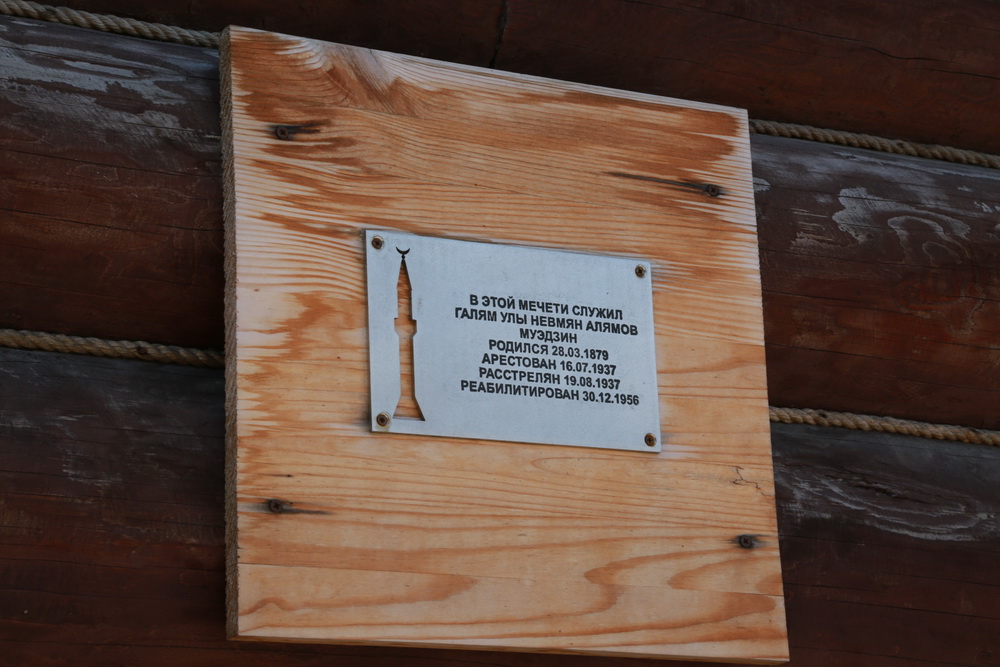 В ЭТОЙ МЕЧЕТИ СЛУЖИЛ
ГАЛЯМ УЛЫ НЕВМЯН АЛЯМОВ
МУЭДЗИН
РОДИЛСЯ 28.03.1879
АРЕСТОВАН 16.07.1937
РАССТРЕЛЯН 19.08.1937
РЕАБИЛИТИРОВАН 30.12.1956